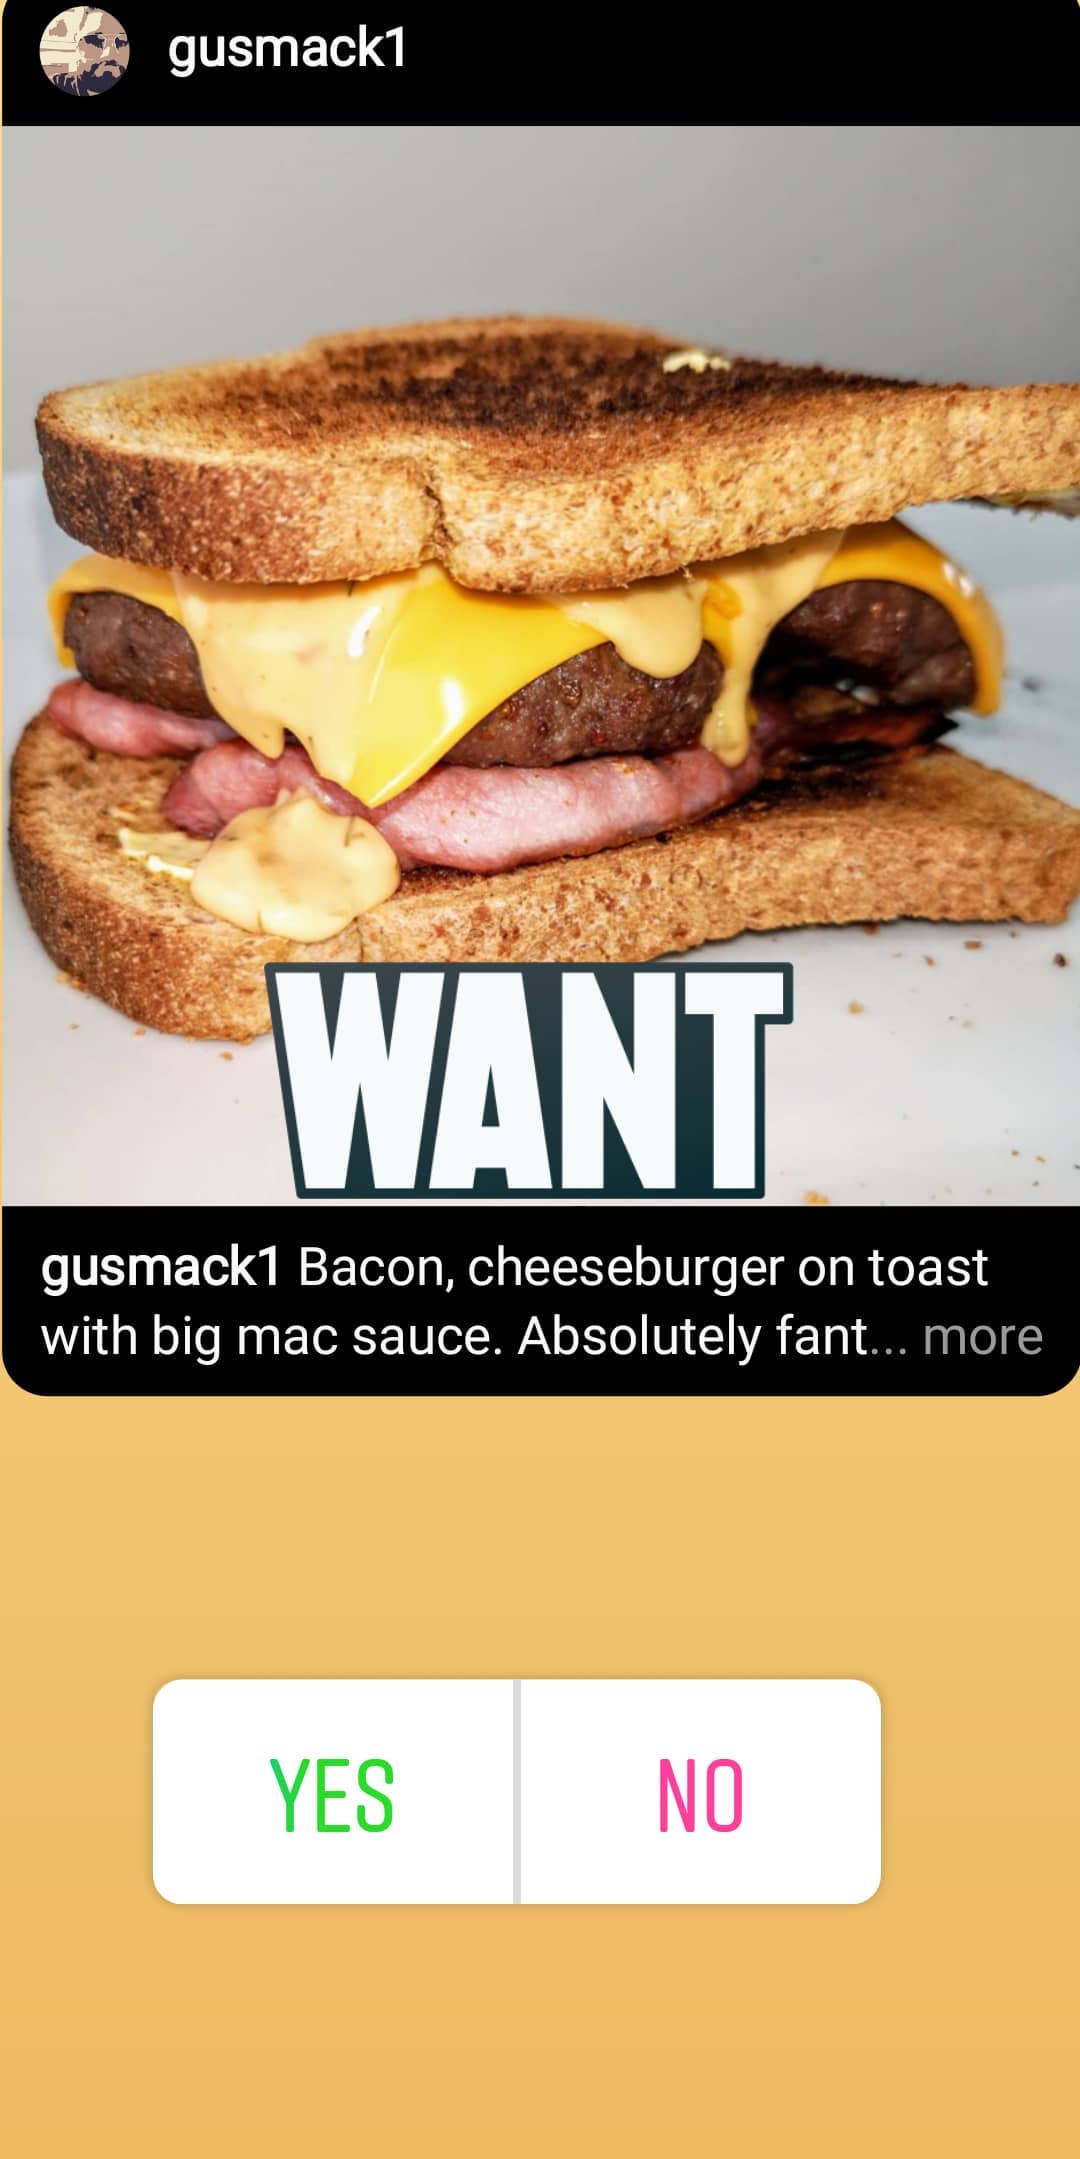 gusmack1
WANT
gusmack1 Bacon, cheeseburger on toast
with big mac sauce. Absolutely fant... more
YES NO